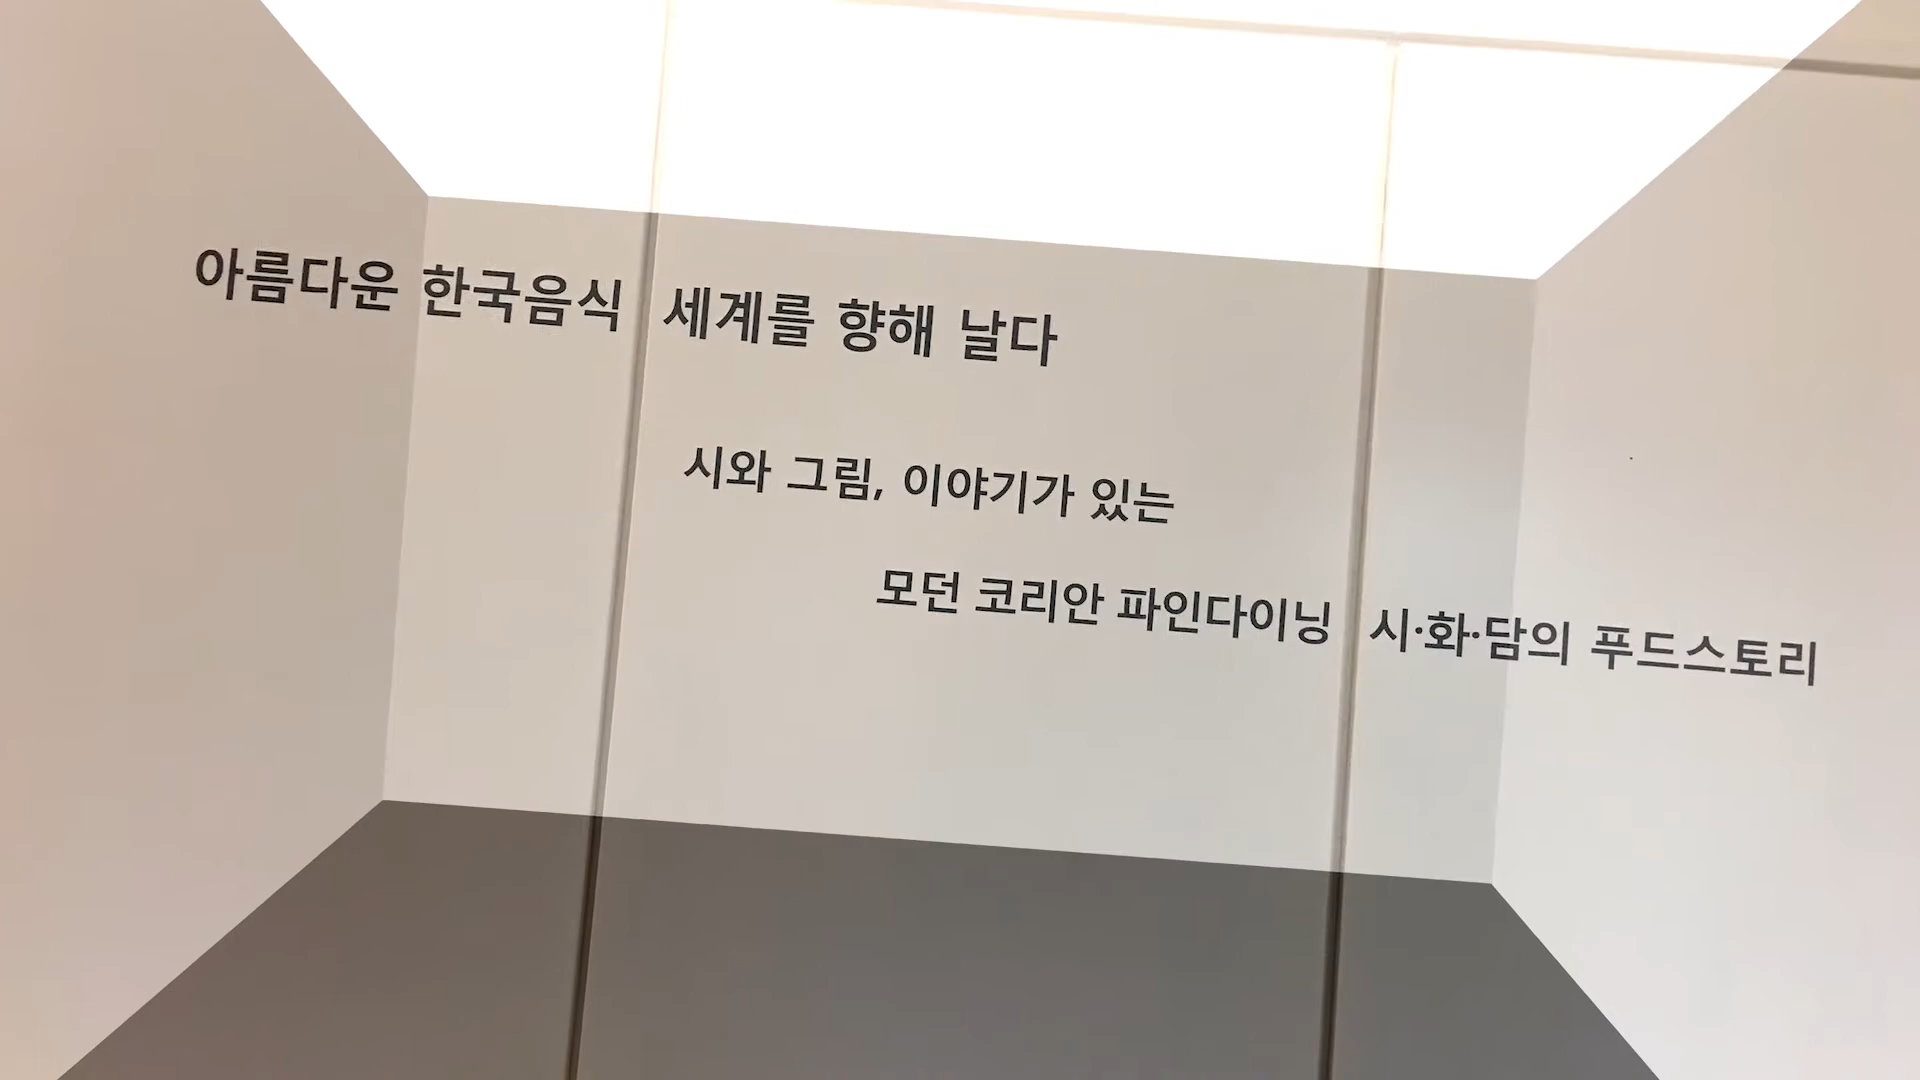 아름다운 한국음식 세계를 향해 날다
시와 그림, 이야기가 있는
모던 코리안 파인다이닝 시·화·담의 푸드스토리